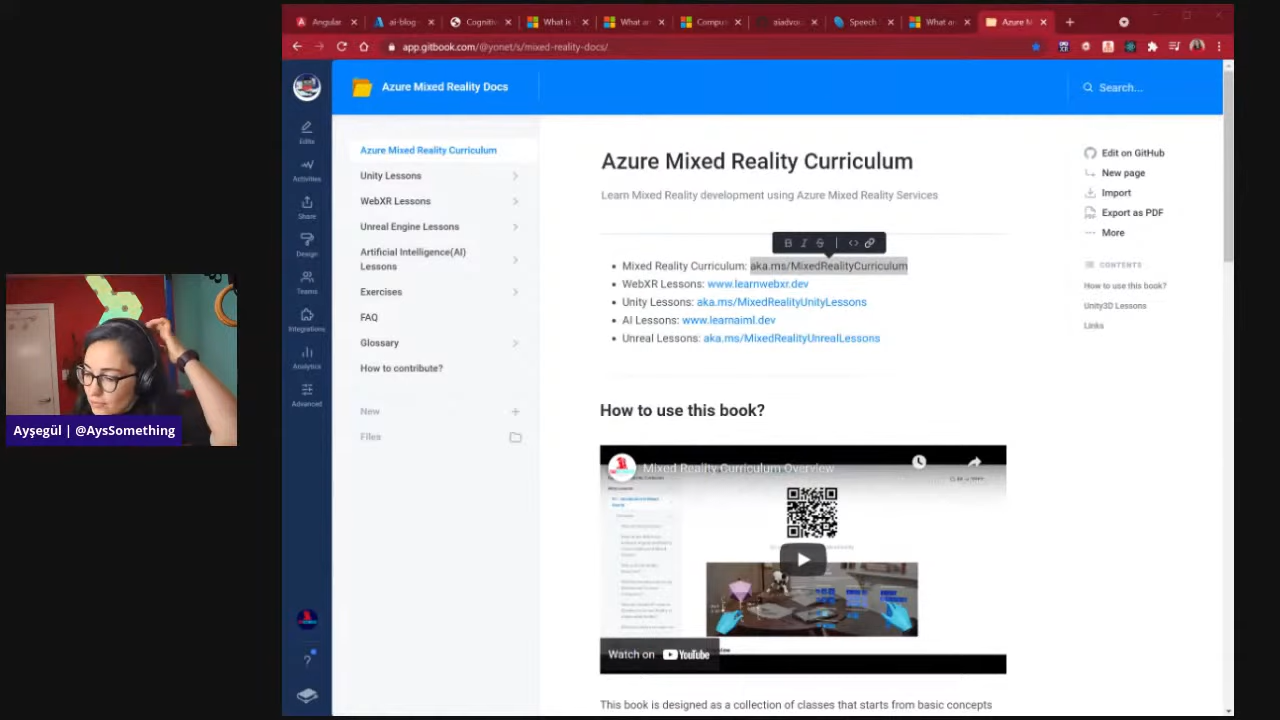 Angular
ai-blog
Cogniti
What is
What ar
Comput
aiadvoc
Speech
What ar
Azure M
app.gitbook.com/@yonet/s/mixed-reality-docs/
Azure Mixed Reality Docs
Search...
Edits
Activities
Share
Design
Teams
Integrations
Analytics
Advanced
Azure Mixed Reality Curriculum
Unity Lessons
WebXR Lessons
Unreal Engine Lessons
Artificial Intelligence(AI)
Lessons
Exercises
FAQ
Glossary
How to contribute?
New
Files
Azure Mixed Reality Curriculum
Learn Mixed Reality development using Azure Mixed Reality Services
B I S <>
Mixed Reality Curriculum: aka.ms/MixedRealityCurriculum
WebXR Lessons: www.learnwebxr.dev
Unity Lessons: aka.ms/MixedRealityUnityLessons
AI Lessons: www.learnaiml.dev
Unreal Lessons: aka.ms/MixedRealityUnrealLessons
How to use this book?
Mixed Reality Curriculum Overview
Watch on YouTube
This book is designed as a collection of classes that starts from basic concepts
Edit on GitHub
New page
Import
Export as PDF
More
CONTENTS
How to use this book?
Unity3D Lessons
Links
Ayşegül | @AysSomething